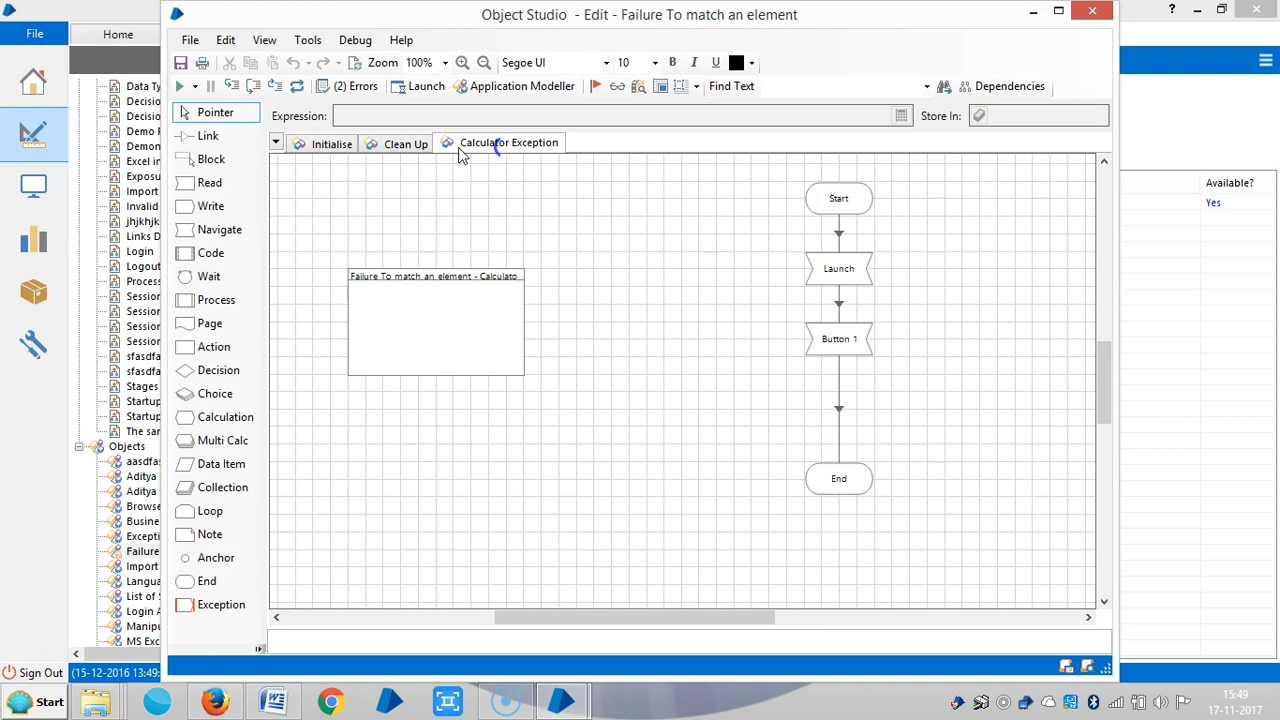 Object Studio - Edit - Failure To match an element
File
Home
File Edit View Tools Debug Help
Zoom 100% Segoe UI 10 B I U
(2) Errors Launch Application Modeller Find Text Dependencies
Expression: Store In:
Initialise Clean Up Calculator Exception
Pointer
Link
Block
Read
Write
Navigate
Code
Wait
Process
Page
Action
Decision
Choice
Calculation
Multi Calc
Data Item
Collection
Loop
Note
Anchor
End
Exception
Failure To match an element - Calculato
Start
Launch
Button 1
End
Available?
Yes
Data Ty
Decisio
Decisio
Demo P
Demon
Excel in
Exposu
Import
Invalid
jhjkhjk
Links D
Login
Logout
Proces
Session
Session
Session
Session
sfasdfa
sfasdfa
Stages
Startup
Startup
The sar
Objects
aasdfas
Aditya
Aditya
Browse
Busine
Excepti
Failure
Import
Langua
List of S
Login A
Manipu
MS Exc
Sign Out (15-12-2016 13:49:
Start
15:49
17-11-2017